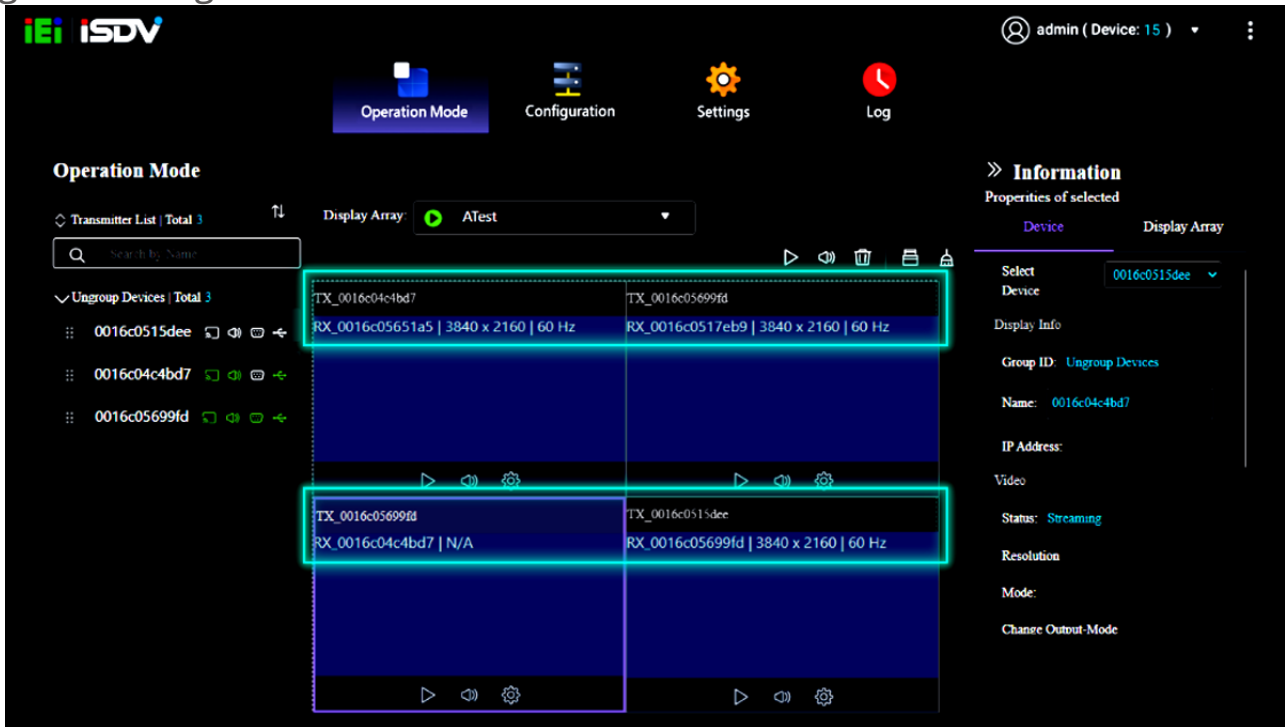 iEi iSDV
admin ( Device: 15 )
Operation Mode
Configuration
Settings
Log
Operation Mode
Transmitter List | Total 3
Search by Name
Ungroup Devices | Total 3
0016c0515dee
0016c04c4bd7
0016c05699fd
Display Array: ATest
TX_0016c04c4bd7
RX_0016c05651a5 | 3840 x 2160 | 60 Hz
TX_0016c05699fd
RX_0016c0517eb9 | 3840 x 2160 | 60 Hz
TX_0016c05699fd
RX_0016c04c4bd7 | N/A
TX_0016c0515dee
RX_0016c05699fd | 3840 x 2160 | 60 Hz
Information
Properities of selected
Device
Display Array
Select
Device
0016c0515dee
Display Info
Group ID: Ungroup Devices
Name: 0016c04c4bd7
IP Address:
Video
Status: Streaming
Resolution
Mode:
Change Output-Mode